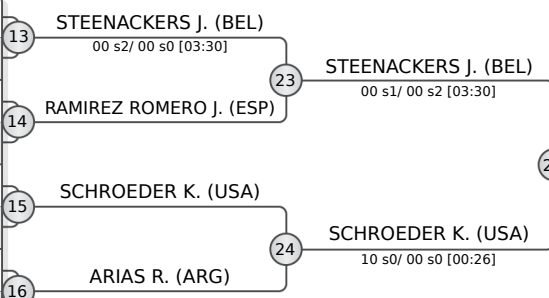 STEENACKERS J. (BEL)
13
00 s2/ 00 s0 [03:30]
STEENACKERS J. (BEL)
23
00 s1/ 00 s2 [03:30]
RAMIREZ ROMERO J. (ESP)
14
SCHROEDER K. (USA)
15
SCHROEDER K. (USA)
24
10 s0/ 00 s0 [00:26]
ARIAS R. (ARG)
16